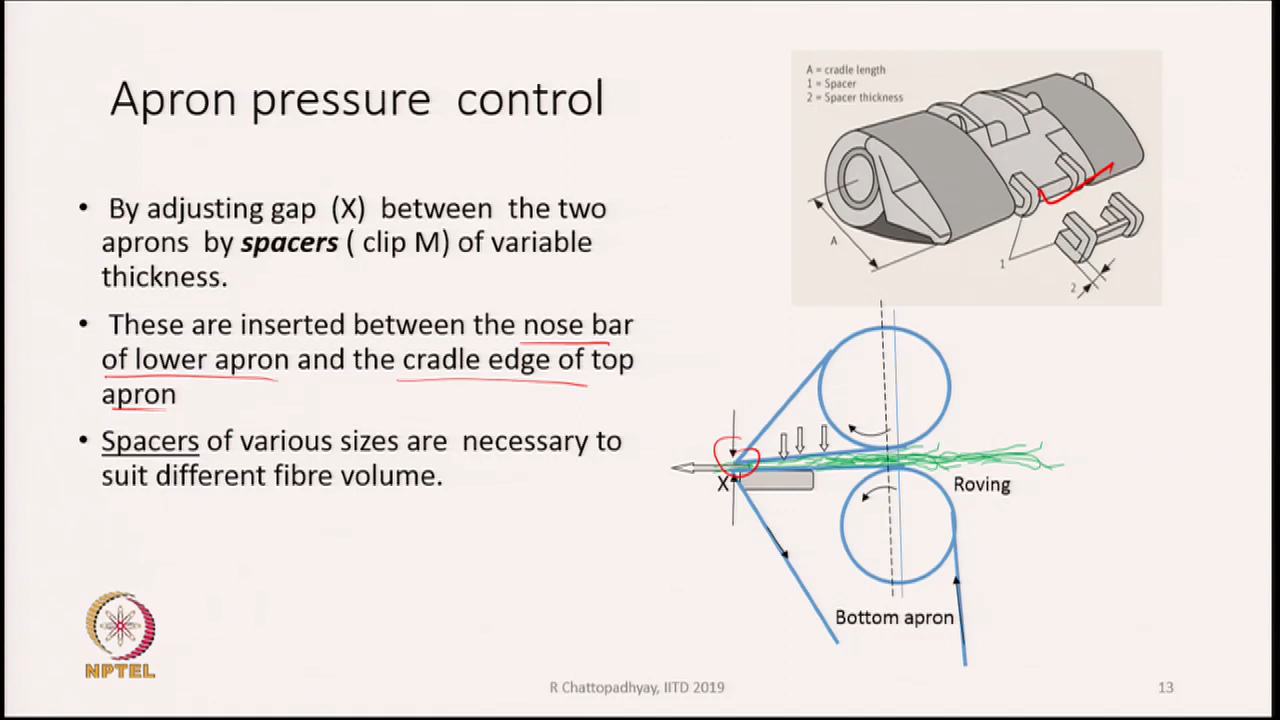 Apron pressure control
• By adjusting gap (X) between the two
aprons by spacers ( clip M) of variable
thickness.
• These are inserted between the nose bar
of lower apron and the cradle edge of top
apron
• Spacers of various sizes are necessary to
suit different fibre volume.
A = cradle length
1 = Spacer
2 = Spacer thickness
A
1
2
X
Roving
Bottom apron
NPTEL
R Chattopadhyay, IITD 2019
13